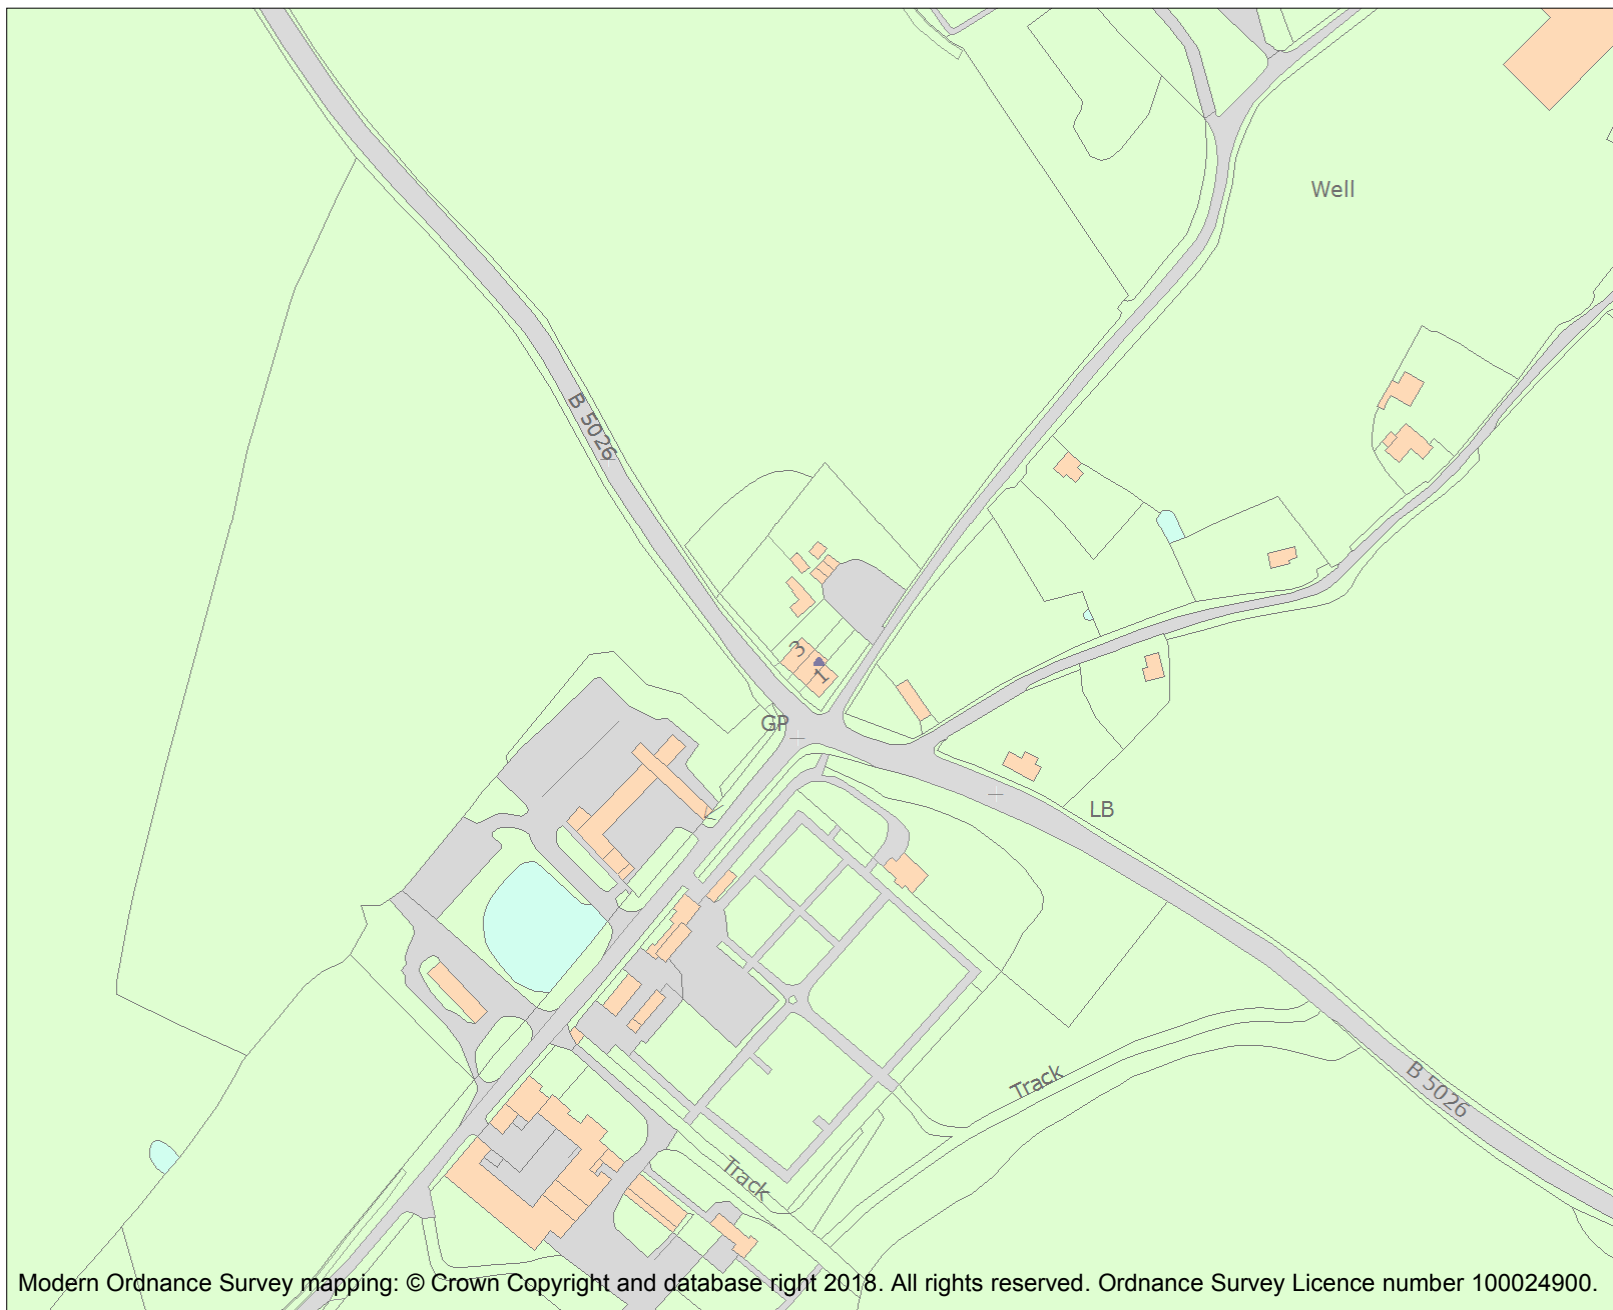 Well
B 5026
3
1
GP
LB
Track
B 5026
Track
Modern Ordnance Survey mapping: © Crown Copyright and database right 2018. All rights reserved. Ordnance Survey Licence number 100024900.